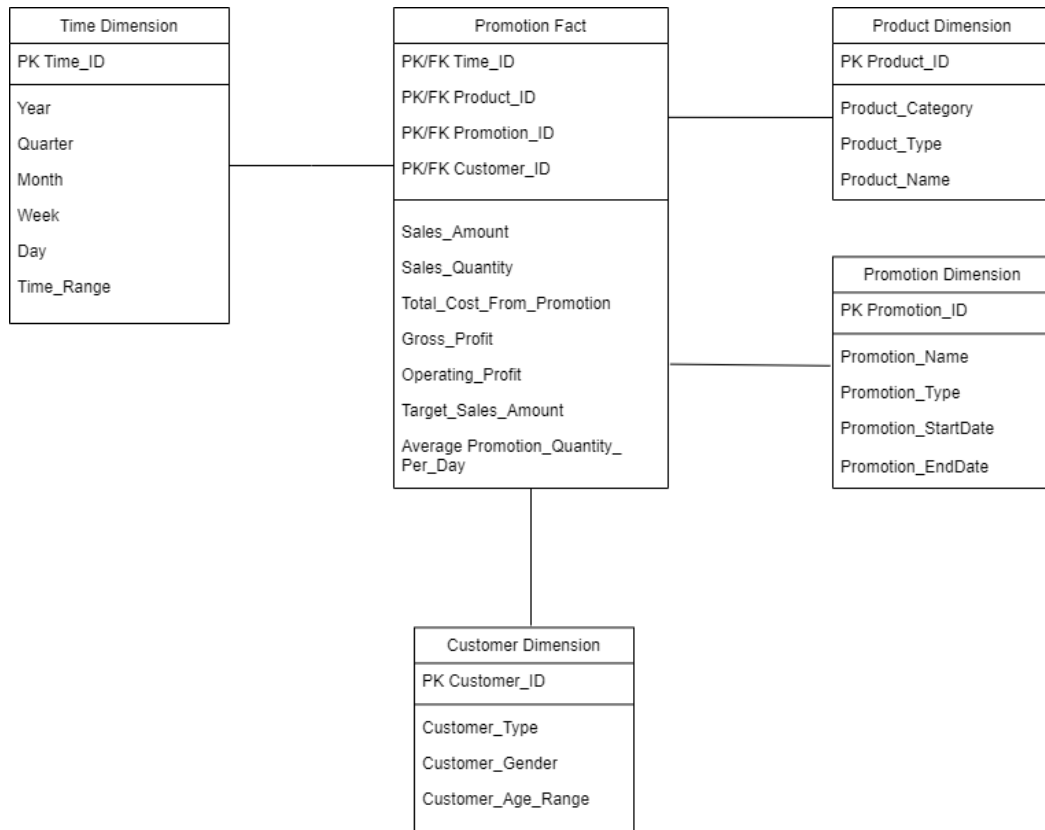 Time Dimension
PK Time_ID
Year
Quarter
Month
Week
Day
Time_Range
Promotion Fact
PK/FK Time_ID
PK/FK Product_ID
PK/FK Promotion_ID
PK/FK Customer_ID
Sales_Amount
Sales_Quantity
Total_Cost_From_Promotion
Gross_Profit
Operating_Profit
Target_Sales_Amount
Average Promotion_Quantity_
Per_Day
Product Dimension
PK Product_ID
Product_Category
Product_Type
Product_Name
Promotion Dimension
PK Promotion_ID
Promotion_Name
Promotion_Type
Promotion_StartDate
Promotion_EndDate
Customer Dimension
PK Customer_ID
Customer_Type
Customer_Gender
Customer_Age_Range